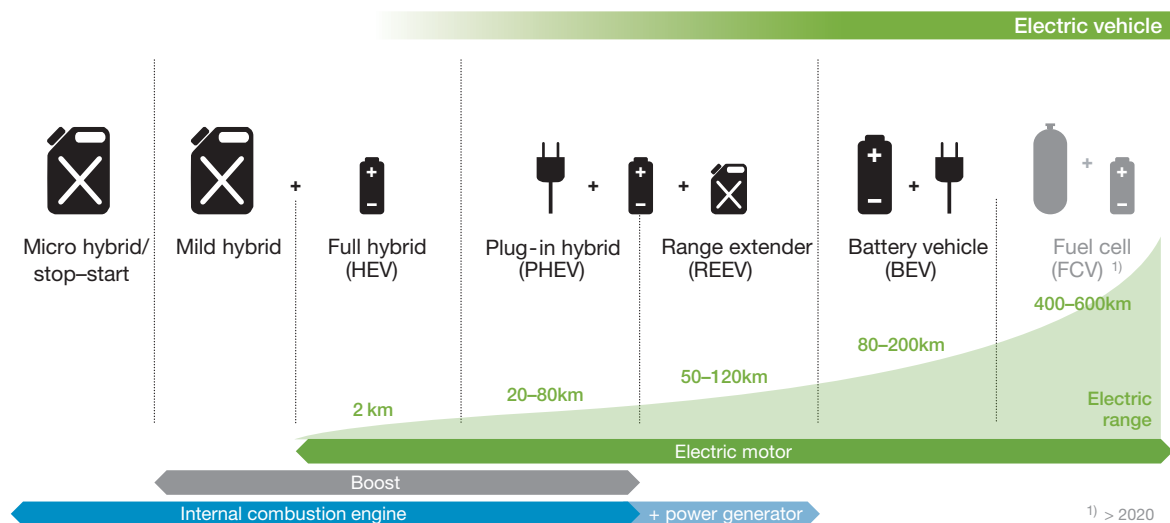 Electric vehicle
+
+
+
+
+
+
+
−
−
−
−
+
+
+
Micro hybrid/
stop–start
Mild hybrid
Full hybrid
(HEV)
Plug-in hybrid
(PHEV)
Range extender
(REEV)
Battery vehicle
(BEV)
Fuel cell
(FCV) 1)
400–600km
80–200km
50–120km
20–80km
2 km
Electric
range
Electric motor
Boost
Internal combustion engine
+ power generator
1) > 2020